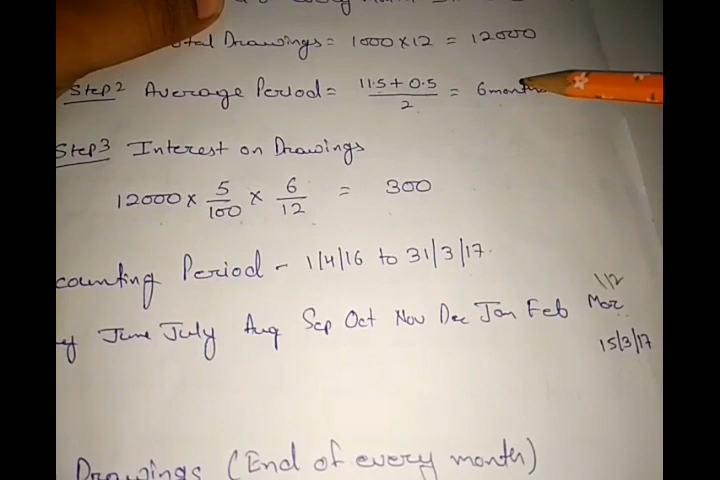 Total Drawings = 1000 × 12 = 12000
Step 2 Average Period = 11.5 + 0.5 / 2 = 6 months
Step 3 Interest on Drawings
12000 × 5/100 × 6/12 = 300
counting Period - 1/4/16 to 31/3/17.
1/2
June July Aug Sep Oct Nov Dec Jan Feb Mar
15/3/17
Drawings (End of every month)